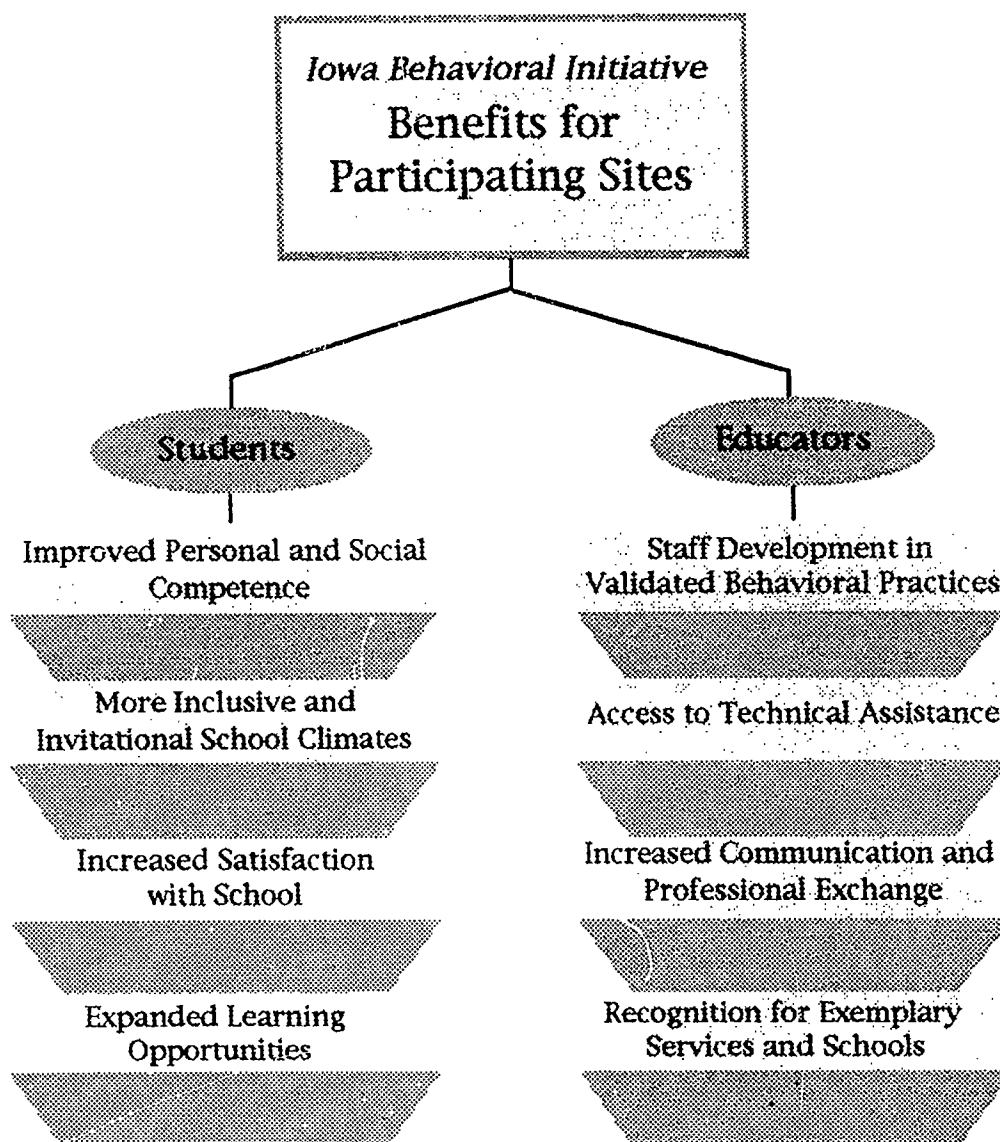 Iowa Behavioral Initiative
Benefits for
Participating Sites
Students
Improved Personal and Social
Competence
More Inclusive and
Invitational School Climates
Increased Satisfaction
with School
Expanded Learning
Opportunities
Educators
Staff Development in
Validated Behavioral Practices
Access to Technical Assistance
Increased Communication and
Professional Exchange
Recognition for Exemplary
Services and Schools